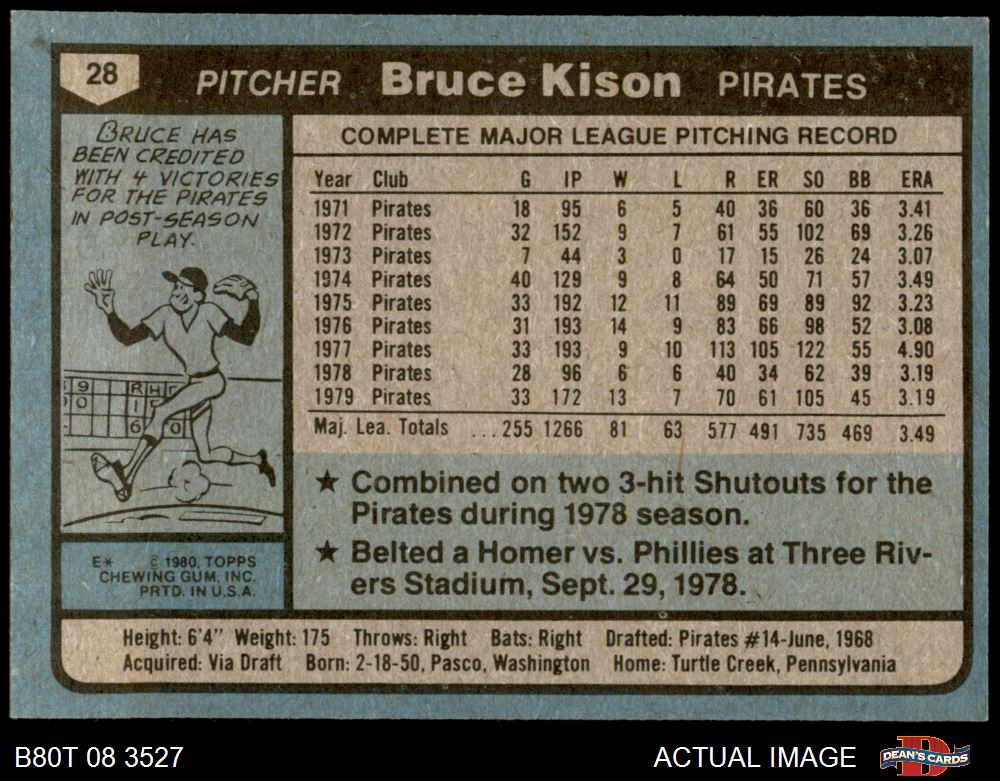 28 PITCHER Bruce Kison PIRATES
BRUCE HAS
BEEN CREDITED
WITH 4 VICTORIES
FOR THE PIRATES
IN POST-SEASON
PLAY.
9 R H
0 1
6 0
E* © 1980, TOPPS
CHEWING GUM, INC.
PRTD. IN U.S.A.
COMPLETE MAJOR LEAGUE PITCHING RECORD
Year Club G IP W L R ER SO BB ERA
1971 Pirates 18 95 6 5 40 36 60 36 3.41
1972 Pirates 32 152 9 7 61 55 102 69 3.26
1973 Pirates 7 44 3 0 17 15 26 24 3.07
1974 Pirates 40 129 9 8 64 50 71 57 3.49
1975 Pirates 33 192 12 11 89 69 89 92 3.23
1976 Pirates 31 193 14 9 83 66 98 52 3.08
1977 Pirates 33 193 9 10 113 105 122 55 4.90
1978 Pirates 28 96 6 6 40 34 62 39 3.19
1979 Pirates 33 172 13 7 70 61 105 45 3.19
Maj. Lea. Totals ...255 1266 81 63 577 491 735 469 3.49
★ Combined on two 3-hit Shutouts for the
Pirates during 1978 season.
★ Belted a Homer vs. Phillies at Three Riv-
ers Stadium, Sept. 29, 1978.
Height: 6'4" Weight: 175 Throws: Right Bats: Right Drafted: Pirates #14-June, 1968
Acquired: Via Draft Born: 2-18-50, Pasco, Washington Home: Turtle Creek, Pennsylvania
B80T 08 3527 ACTUAL IMAGE D DEAN'S CARDS